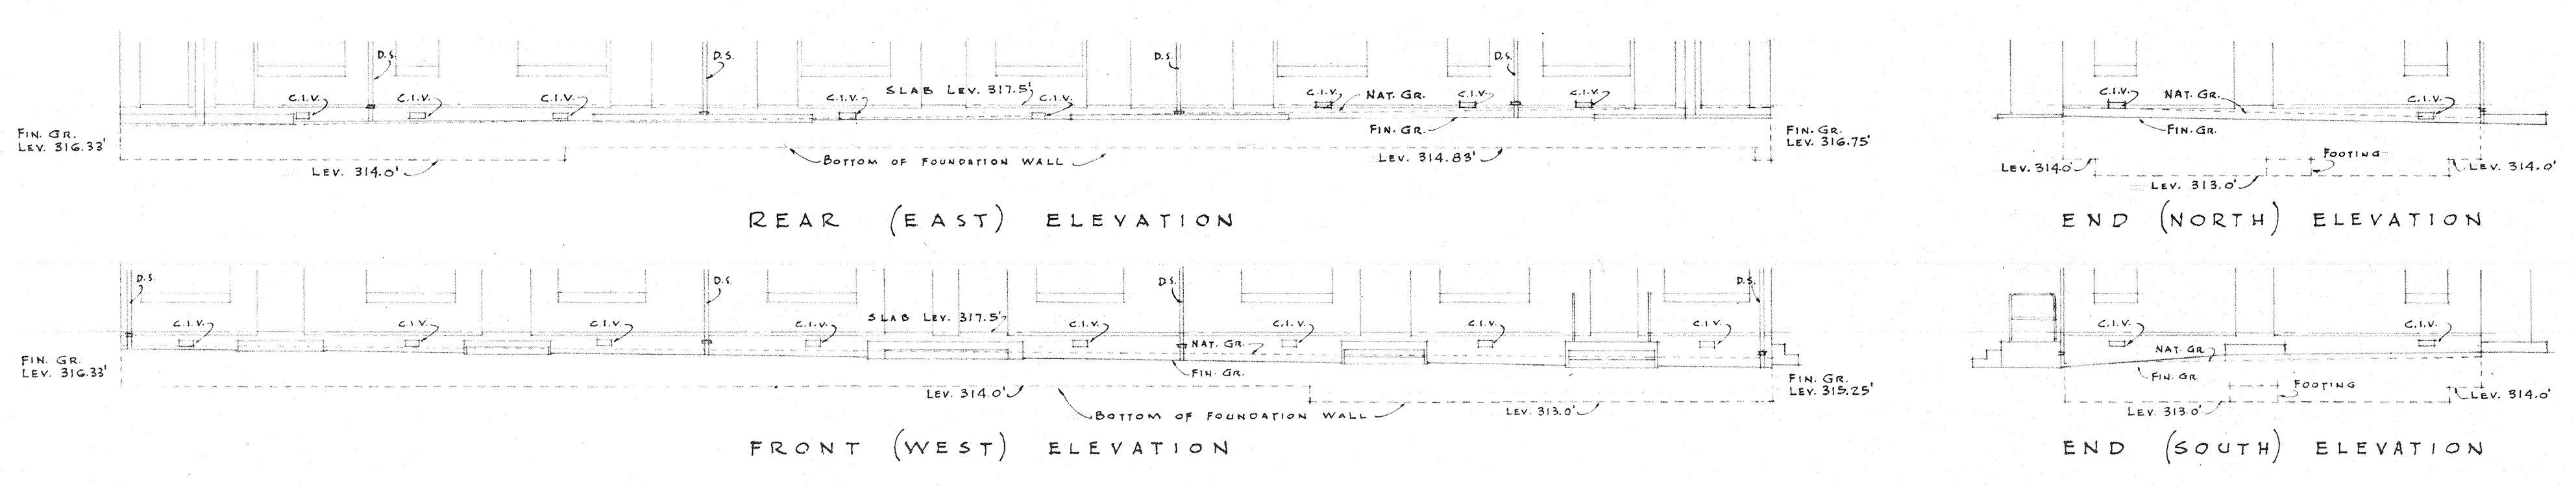 D.S.
D.S.
D.S.
D.S.
C.I.V.
C.I.V.
C.I.V.
C.I.V.
SLAB LEV. 317.5'
C.I.V.
C.I.V.
NAT. GR.
C.I.V.
C.I.V.
FIN. GR.
LEV. 316.33'
FIN. GR.
FIN. GR.
LEV. 316.75'
LEV. 314.0'
BOTTOM OF FOUNDATION WALL
LEV. 314.83'
REAR (EAST) ELEVATION
C.I.V.
NAT. GR.
C.I.V.
FIN. GR.
FOOTING
LEV. 314.0'
LEV. 313.0'
LEV. 314.0'
END (NORTH) ELEVATION
D.S.
D.S.
D.S.
D.S.
C.I.V.
C.I.V.
C.I.V.
C.I.V.
SLAB LEV. 317.5'
C.I.V.
C.I.V.
C.I.V.
C.I.V.
NAT. GR.
FIN. GR.
LEV. 316.33'
FIN. GR.
FIN. GR.
LEV. 315.25'
LEV. 314.0'
BOTTOM OF FOUNDATION WALL
LEV. 313.0'
FRONT (WEST) ELEVATION
C.I.V.
C.I.V.
NAT. GR.
FIN. GR.
FOOTING
LEV. 313.0'
LEV. 314.0'
END (SOUTH) ELEVATION